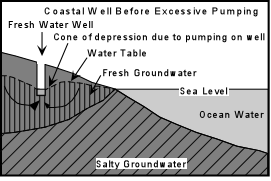 Coastal Well Before Excessive Pumping
Fresh Water Well
Cone of depression due to pumping on well
Water Table
Fresh Groundwater
Sea Level
Ocean Water
Salty Groundwater